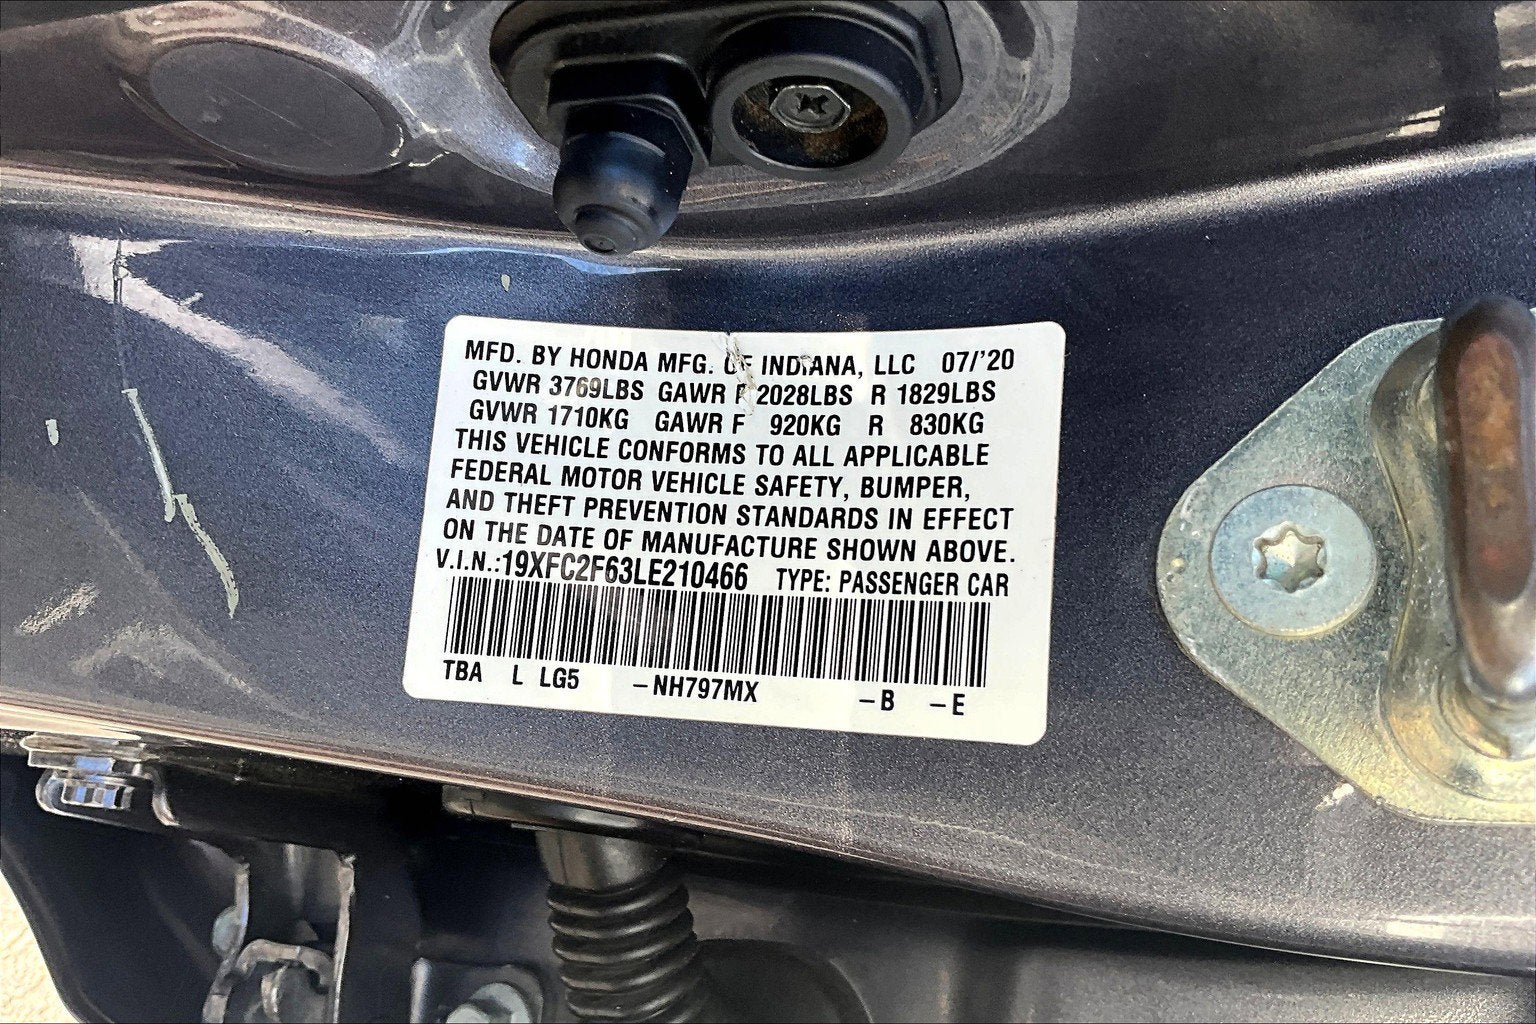 MFD. BY HONDA MFG. OF INDIANA, LLC 07/'20
GVWR 3769LBS GAWR F 2028LBS R 1829LBS
GVWR 1710KG GAWR F 920KG R 830KG
THIS VEHICLE CONFORMS TO ALL APPLICABLE
FEDERAL MOTOR VEHICLE SAFETY, BUMPER,
AND THEFT PREVENTION STANDARDS IN EFFECT
ON THE DATE OF MANUFACTURE SHOWN ABOVE.
V.I.N.:19XFC2F63LE210466 TYPE: PASSENGER CAR
TBA L LG5 –NH797MX –B –E